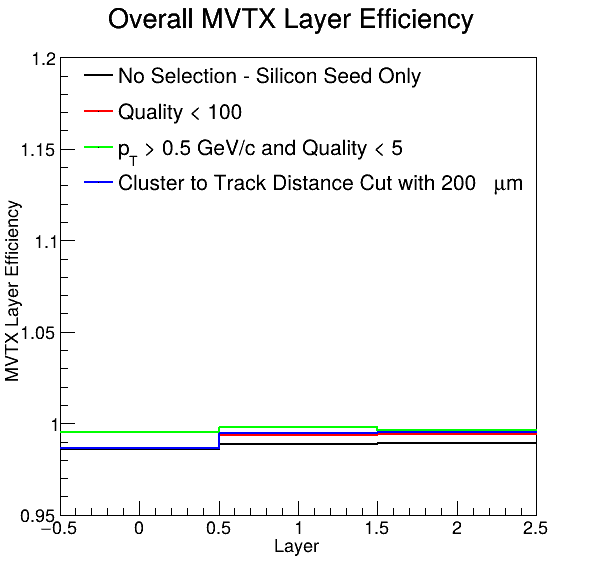 Overall MVTX Layer Efficiency
No Selection - Silicon Seed Only
Quality < 100
p_T > 0.5 GeV/c and Quality < 5
Cluster to Track Distance Cut with 200 μm
MVTX Layer Efficiency
1.2
1.15
1.1
1.05
1
0.95
−0.5 0 0.5 1 1.5 2 2.5
Layer